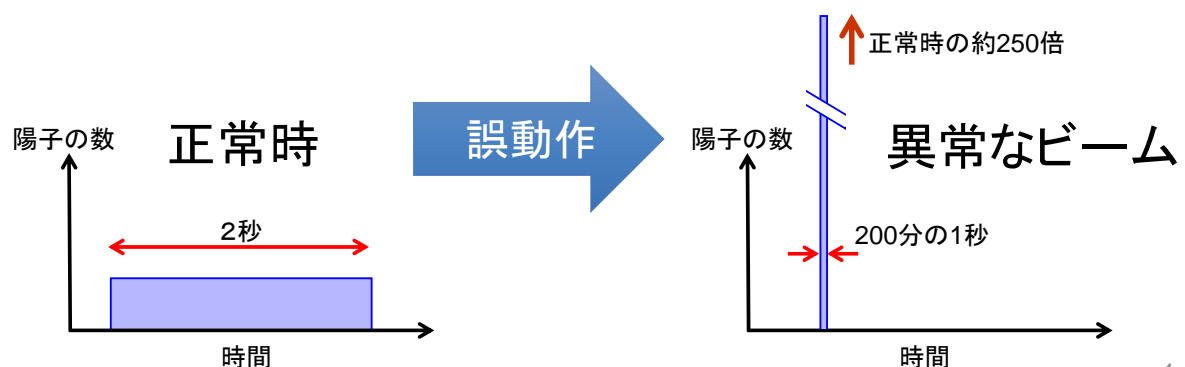 正常時の約250倍
陽子の数
正常時
誤動作
陽子の数
異常なビーム
2秒
200分の1秒
時間
時間